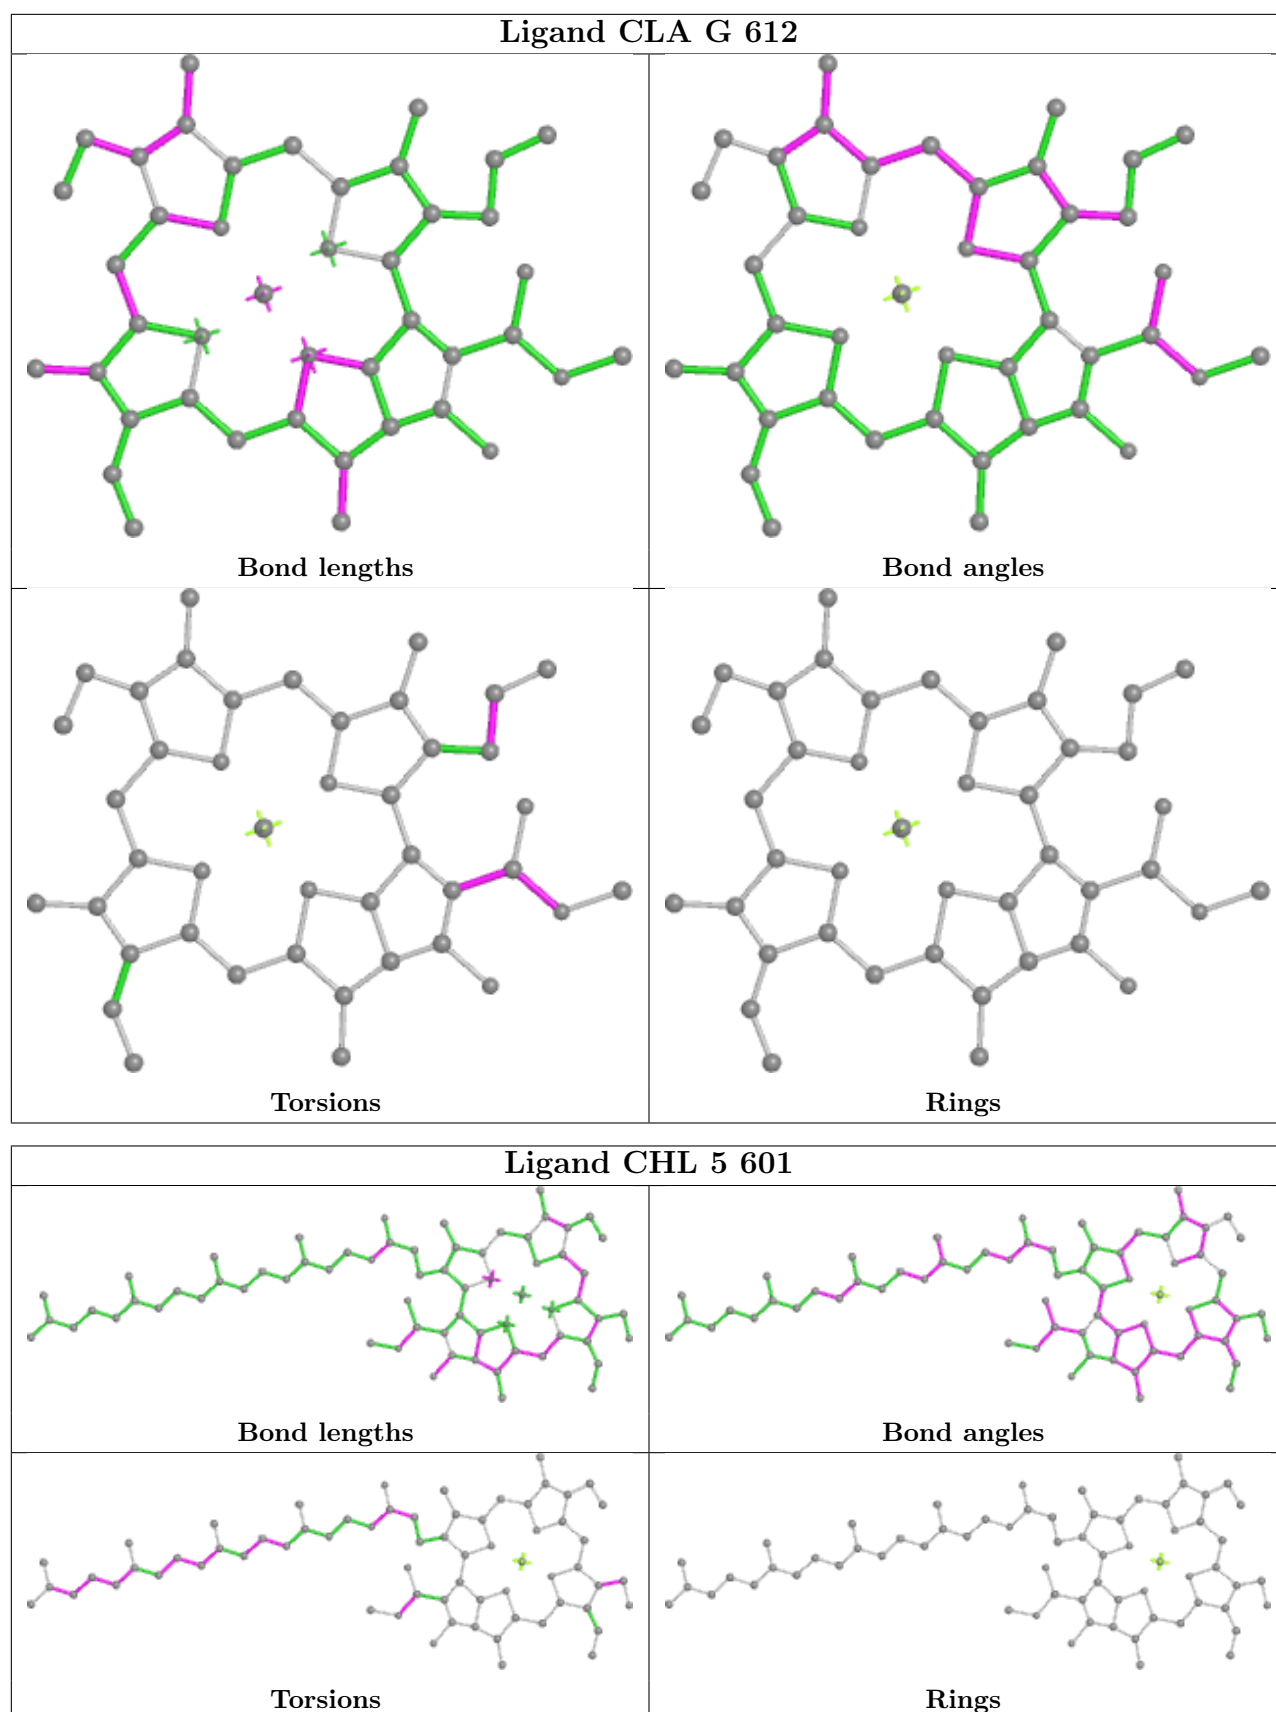 Ligand CLA G 612
Bond lengths
Bond angles
Torsions
Rings
Ligand CHL 5 601
Bond lengths
Bond angles
Torsions
Rings